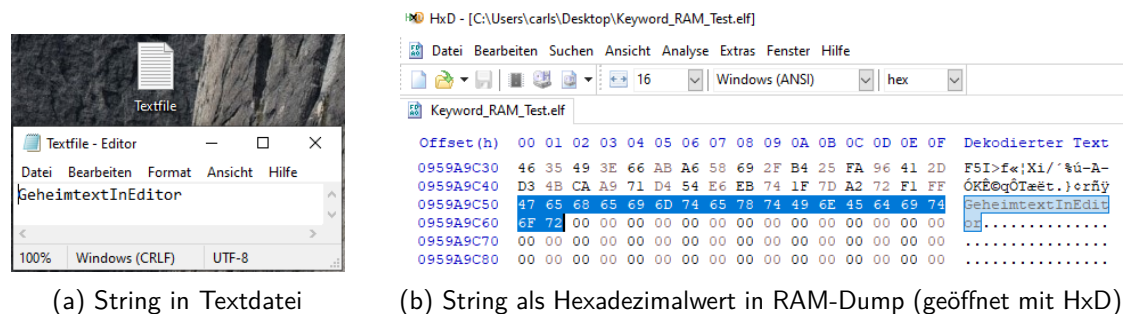 Textfile
Textfile - Editor
Datei Bearbeiten Format Ansicht Hilfe
GeheimtextInEditor
100% Windows (CRLF) UTF-8
(a) String in Textdatei
HxD - [C:\Users\carls\Desktop\Keyword_RAM_Test.elf]
Datei Bearbeiten Suchen Ansicht Analyse Extras Fenster Hilfe
16 Windows (ANSI) hex
Keyword_RAM_Test.elf
Offset(h) 00 01 02 03 04 05 06 07 08 09 0A 0B 0C 0D 0E 0F Dekodierter Text
0959A9C30 46 35 49 3E 66 AB A6 58 69 2F B4 25 FA 96 41 2D F5I>f«¦Xi/´%ú–A-
0959A9C40 D3 4B CA A9 71 D4 54 E6 EB 74 1F 7D A2 72 F1 FF ÓKÊ©qÔTæët.}¢rñÿ
0959A9C50 47 65 68 65 69 6D 74 65 78 74 49 6E 45 64 69 74 GeheimtextInEdit
0959A9C60 6F 72 00 00 00 00 00 00 00 00 00 00 00 00 00 00 or..............
0959A9C70 00 00 00 00 00 00 00 00 00 00 00 00 00 00 00 00 ................
0959A9C80 00 00 00 00 00 00 00 00 00 00 00 00 00 00 00 00 ................
(b) String als Hexadezimalwert in RAM-Dump (geöffnet mit HxD)